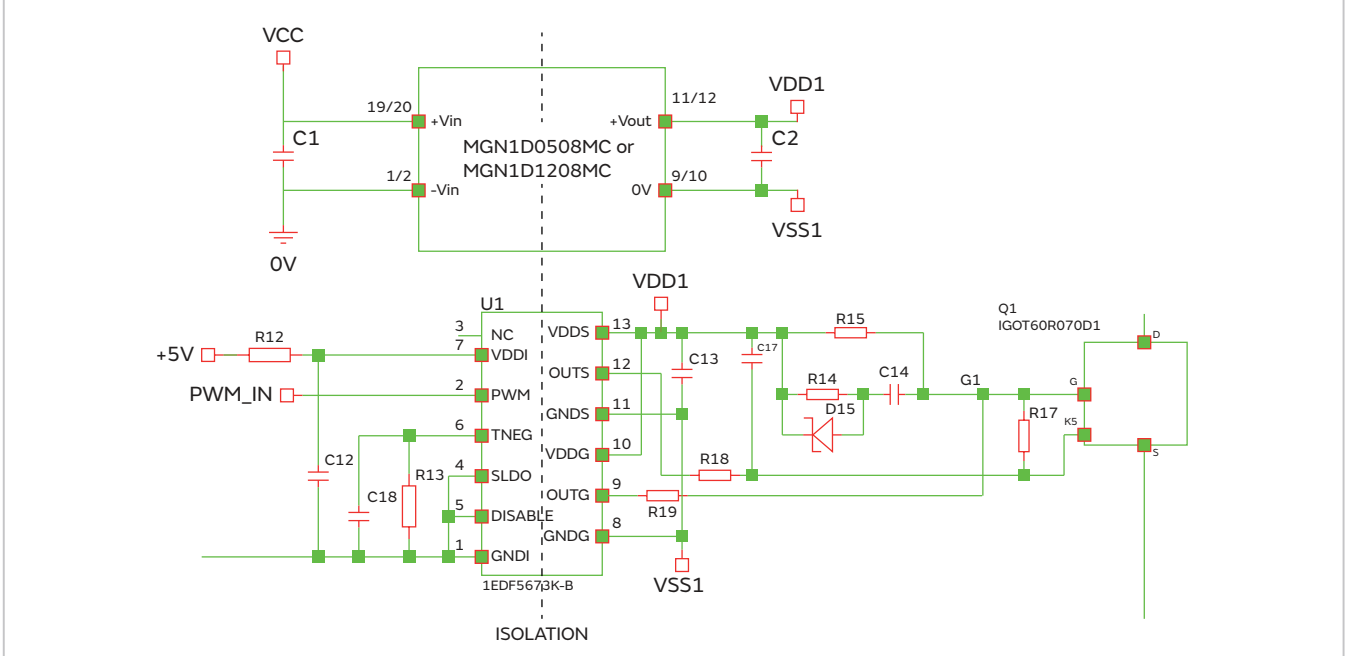 VCC
VDD1
19/20
11/12
+Vin
+Vout
C1
C2
MGN1D0508MC or
MGN1D1208MC
1/2
9/10
-Vin
0V
VSS1
0V
VDD1
U1
Q1
IGOT60R070D1
3
NC
VDDS
13
R15
D
R12
+5V
7
VDDI
C13
C17
OUTS
12
R14
C14
G1
G
PWM_IN
2
PWM
D15
GNDS
11
R17
K5
6
TNEG
VDDG
10
S
C12
4
SLDO
R18
R13
C18
OUTG
9
R19
5
DISABLE
GNDG
8
1
GNDI
VSS1
1EDF5673K-B
ISOLATION